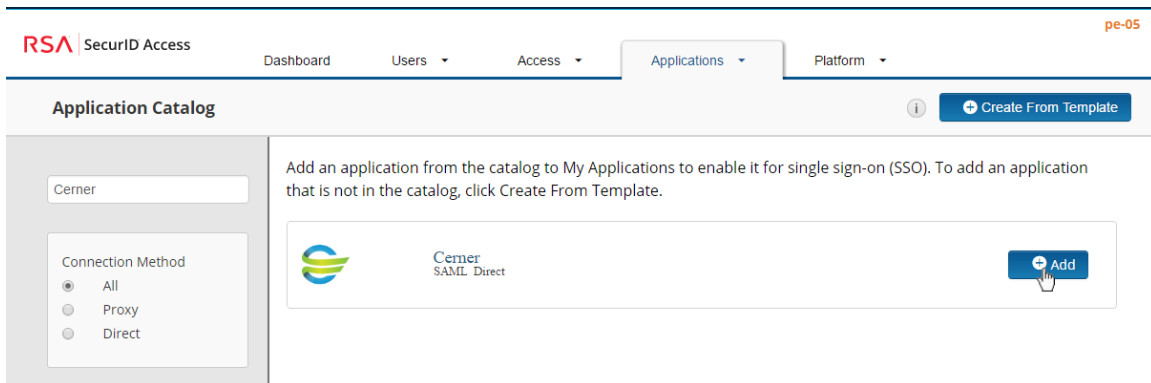 pe-05
RSA SecurID Access
Dashboard Users Access Applications Platform
Application Catalog
i Create From Template
Cerner
Connection Method
All
Proxy
Direct
Add an application from the catalog to My Applications to enable it for single sign-on (SSO). To add an application
that is not in the catalog, click Create From Template.
Cerner
SAML Direct
Add